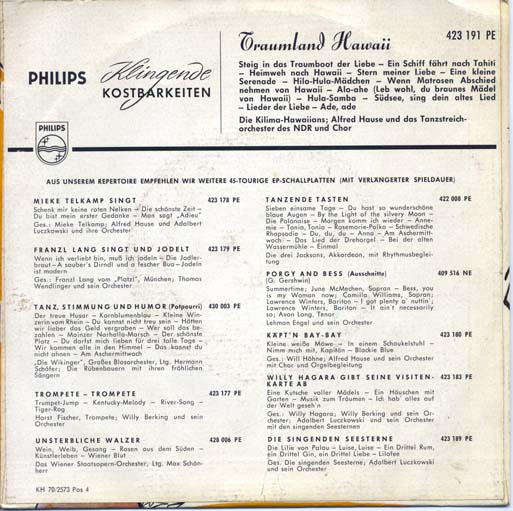 Traumland Hawaii 423 191 PE
PHILIPS Klingende KOSTBARKEITEN
Steig in das Traumboot der Liebe – Ein Schiff fährt nach Tahiti
– Heimweh nach Hawaii – Stern meiner Liebe – Eine kleine
Serenade – Hilo-Hula-Mädchen – Wenn Matrosen Abschied
nehmen von Hawaii – Alo-ahe (Leb wohl, du braunes Mädel
von Hawaii) – Hula-Samba – Südsee, sing dein altes Lied
– Lieder der Liebe – Ade, ade
Die Kilima-Hawaiians; Alfred Hause und das Tanzstreich-
orchester des NDR und Chor
PHILIPS
AUS UNSEREM REPERTOIRE EMPFEHLEN WIR WEITERE 45-TOURIGE EP-SCHALLPLATTEN (MIT VERLÄNGERTER SPIELDAUER)
MIEKE TELKAMP SINGT 423 178 PE
Schenk mir keine roten Nelken – Die schönste Zeit –
Du bist mein erster Gedanke – Man sagt „Adieu"
Ges.: Mieke Telkamp; Alfred Hause und Adalbert
Luczkowski und ihre Orchester
FRANZL LANG SINGT UND JODELT 423 179 PE
Wenn ich verliebt bin, muß ich jodeln – Die Jodler-
braut – A sauber's Dirndl und a fescher Bua – Jodeln
ist modern
Ges.: Franzl Lang vom „Platzl", München; Thomas
Wendlinger und sein Orchester
TANZ, STIMMUNG UND HUMOR (Potpourri) 430 003 PE
Der treue Husar – Kornblumenblau – Kleine Win-
zerin vom Rhein – Du kannst nicht treu sein – Hätten
wir lieber das Geld vergraben – Wer soll das be-
zahlen – Mainzer Narhalla-Marsch – Der schönste
Platz – Du darfst mich lieben für drei tolle Tage –
Wir kommen alle in den Himmel – Das kannst du
nicht ahnen – Am Aschermittwoch
„Die Wikinger", Großes Blasorchester, Ltg. Hermann
Schäfer; Die Rübenbauern mit ihren fröhlichen
Sängern
TROMPETE – TROMPETE 423 177 PE
Trumpet-Jump – Kentucky-Melody – River-Song –
Tiger-Rag
Horst Fischer, Trompete; Willy Berking und sein
Orchester
UNSTERBLICHE WALZER 428 006 PE
Wein, Weib, Gesang – Rosen aus dem Süden –
Künstlerleben – Wiener Blut
Das Wiener Staatsopern-Orchester, Ltg. Max Schön-
herr
TANZENDE TASTEN 422 008 PE
Sieben einsame Tage – Du hast so wunderschöne
blaue Augen – By the Light of the silvery Moon –
Die Polonaise – Morgen komm ich wieder – Anne-
mie – Tonia, Tonia – Rosemarie-Polka – Schwedische
Rhapsodie – Du, du, du – Anna – Am Aschermitt-
woch – Das Lied der Drehorgel – Bei der alten
Wassermühle – Einmal
Die drei Jacksons, Akkordeon, mit Rhythmusbeglei-
tung
PORGY AND BESS (Ausschnitte) 409 516 NE
(G. Gershwin)
Summertime; June McMechen, Sopran – Bess, you
is my Woman now; Camilla Williams, Sopran;
Lawrence Winters, Bariton – I got plenty o' nuttin';
Lawrence Winters, Bariton – It ain't necessarily
so; Avon Long, Tenor
Lehman Engel und sein Orchester
KÄPT'N BAY-BAY 423 180 PE
Kleine weiße Möwe – In einem Schaukelstuhl –
Nimm mich mit, Kapitän – Blackie Blue
Ges.: Will Höhne; Alfred Hause und sein Orchester
mit Chor und Orgelbegleitung
WILLY HAGARA GIBT SEINE VISITEN-
KARTE AB 423 183 PE
Eine Kutsche voller Mädels – Ein Häuschen mit
Garten – Musik zum Träumen – Ich hab' alles auf
der Welt geseh'n
Ges.: Willy Hagara; Willy Berking und sein Or-
chester; Adalbert Luczkowski und sein Orchester
mit den singenden Seesternen
DIE SINGENDEN SEESTERNE 423 189 PE
Die Lilie von Palau – Luise, Luise – Ein Drittel Rum,
ein Drittel Gin, ein Drittel Liebe – Lilofee
Ges. Die singenden Seesterne; Adalbert Luczkowski
und sein Orchester
KH 70/2573 Pos 4